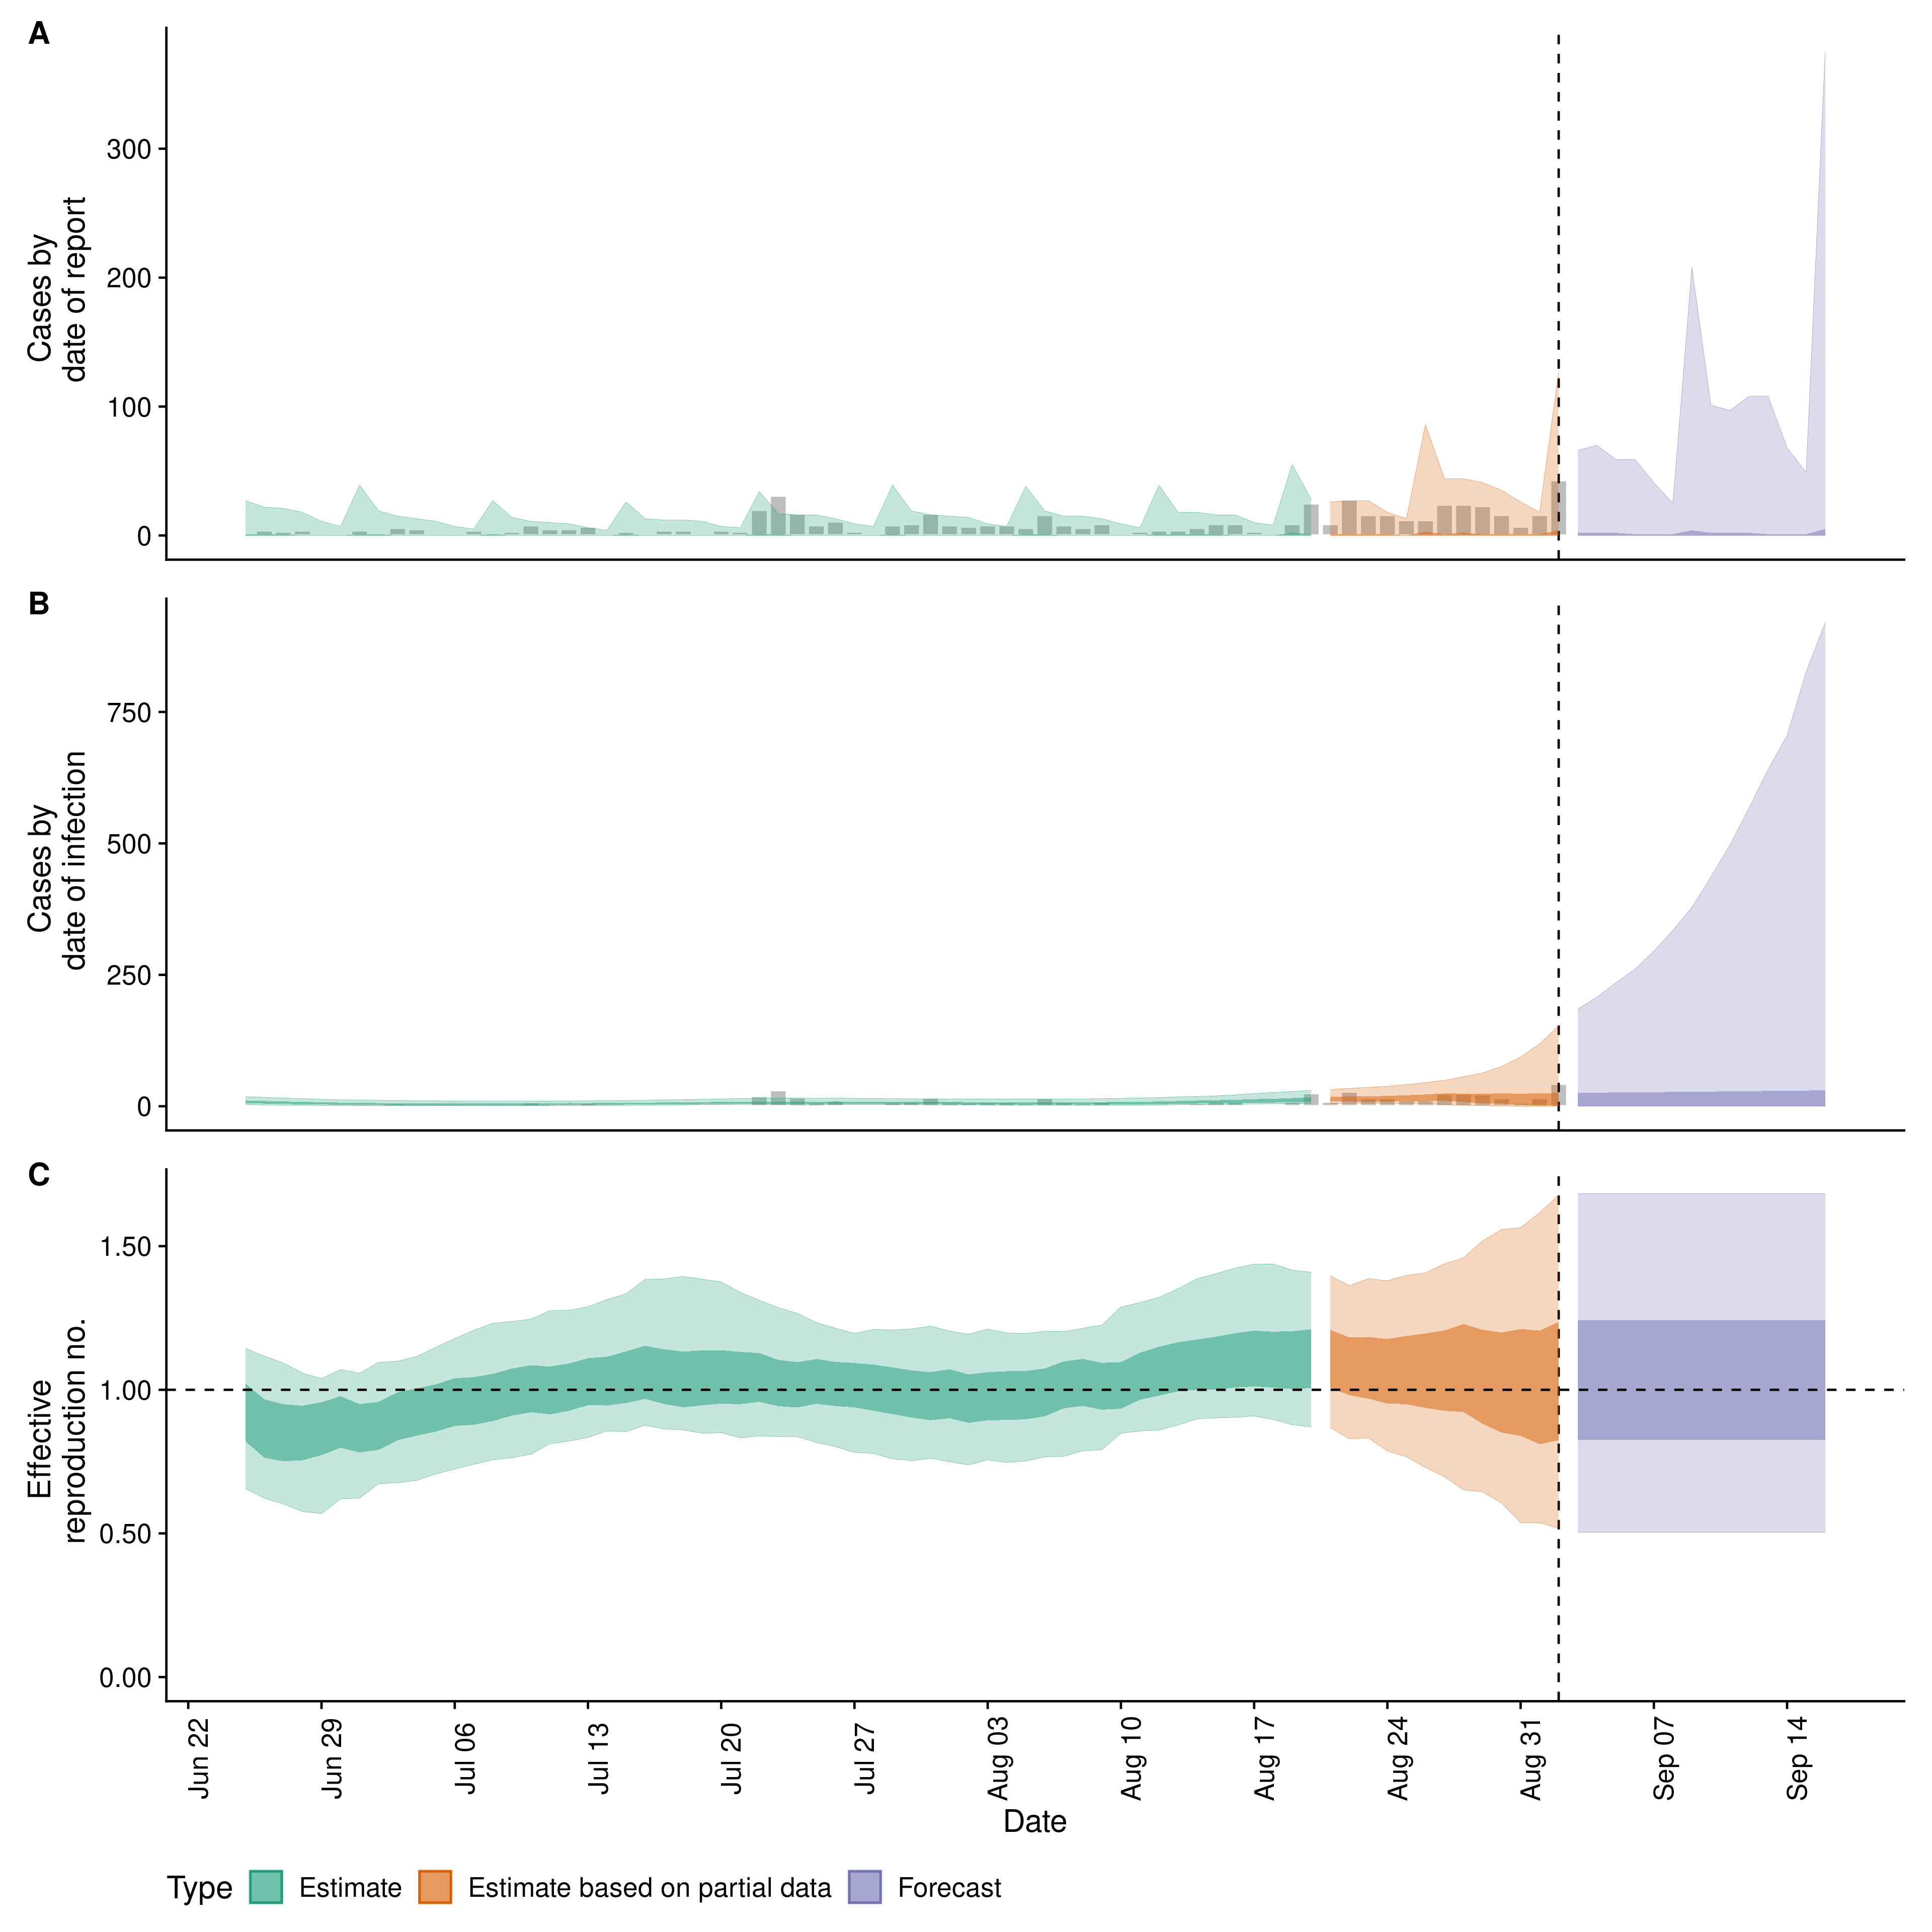 A
Cases by
date of report
300
200
100
0
B
Cases by
date of infection
750
500
250
0
C
Effective
reproduction no.
1.50
1.00
0.50
0.00
Jun 22
Jun 29
Jul 06
Jul 13
Jul 20
Jul 27
Aug 03
Aug 10
Aug 17
Aug 24
Aug 31
Sep 07
Sep 14
Date
Type Estimate Estimate based on partial data Forecast